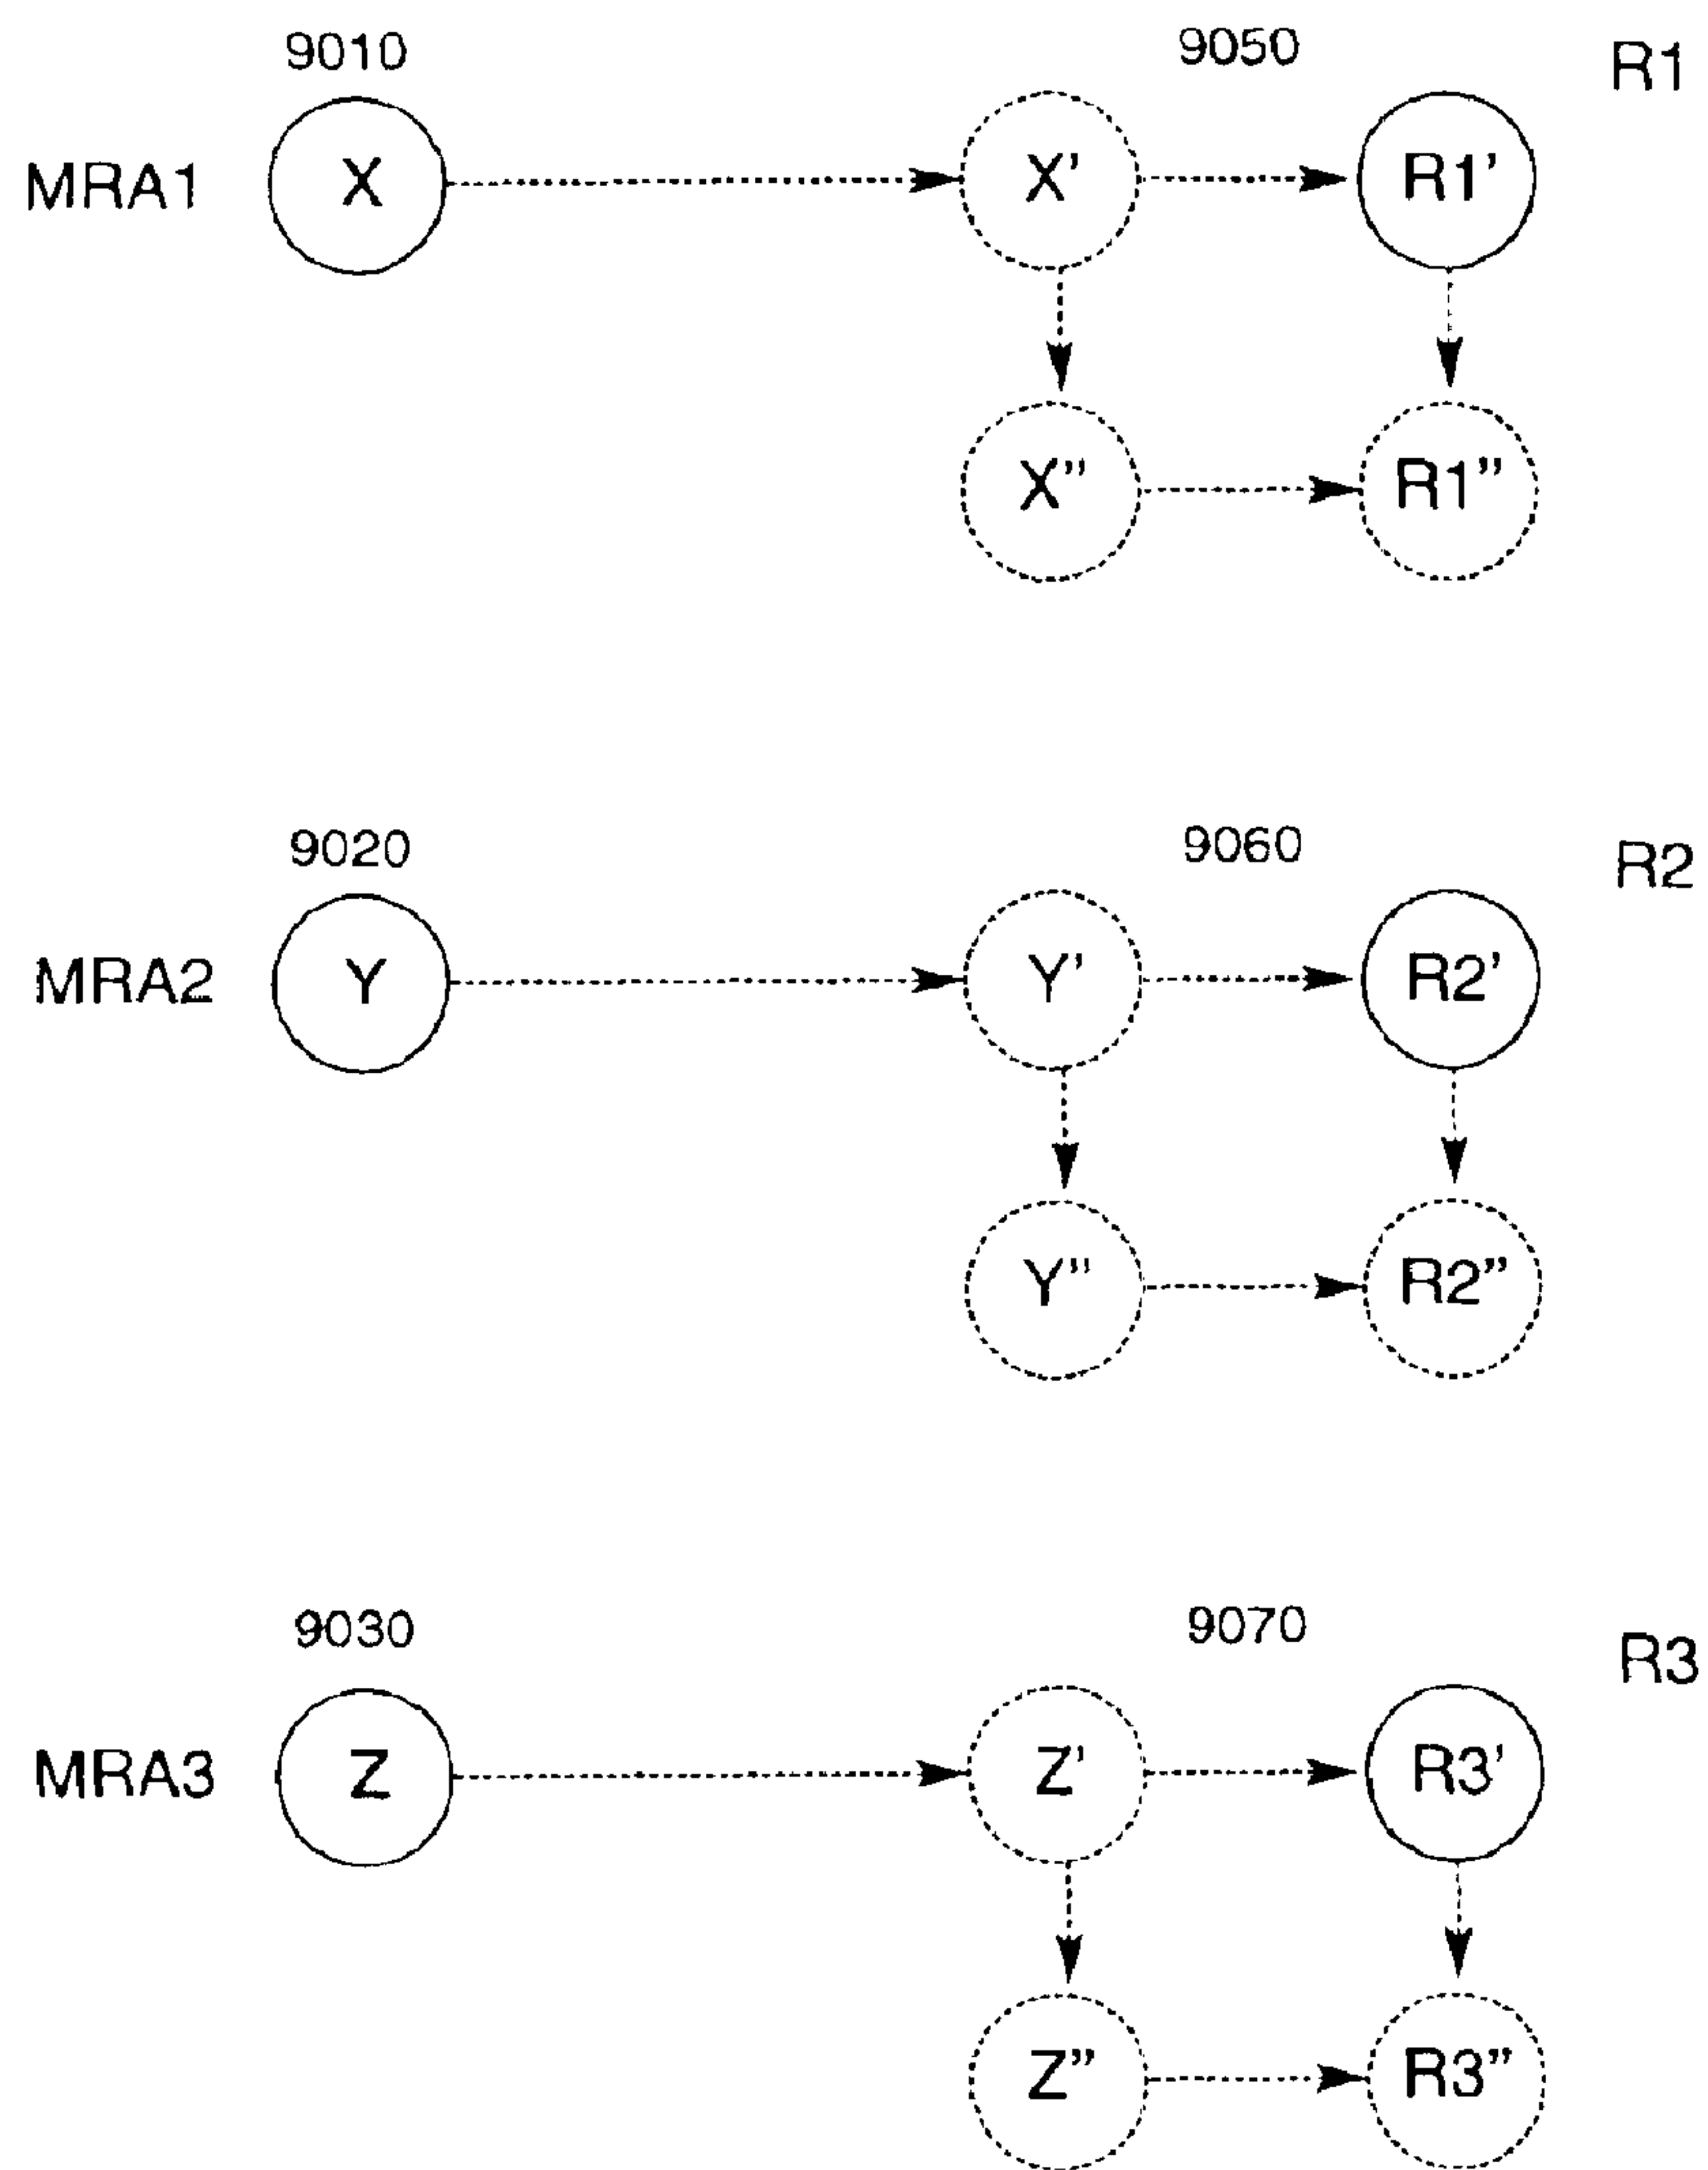 9010 9050 R1
MRA1 X X' R1'
X" R1"
9020 9060 R2
MRA2 Y Y' R2'
Y" R2"
9030 9070 R3
MRA3 Z Z' R3'
Z" R3"